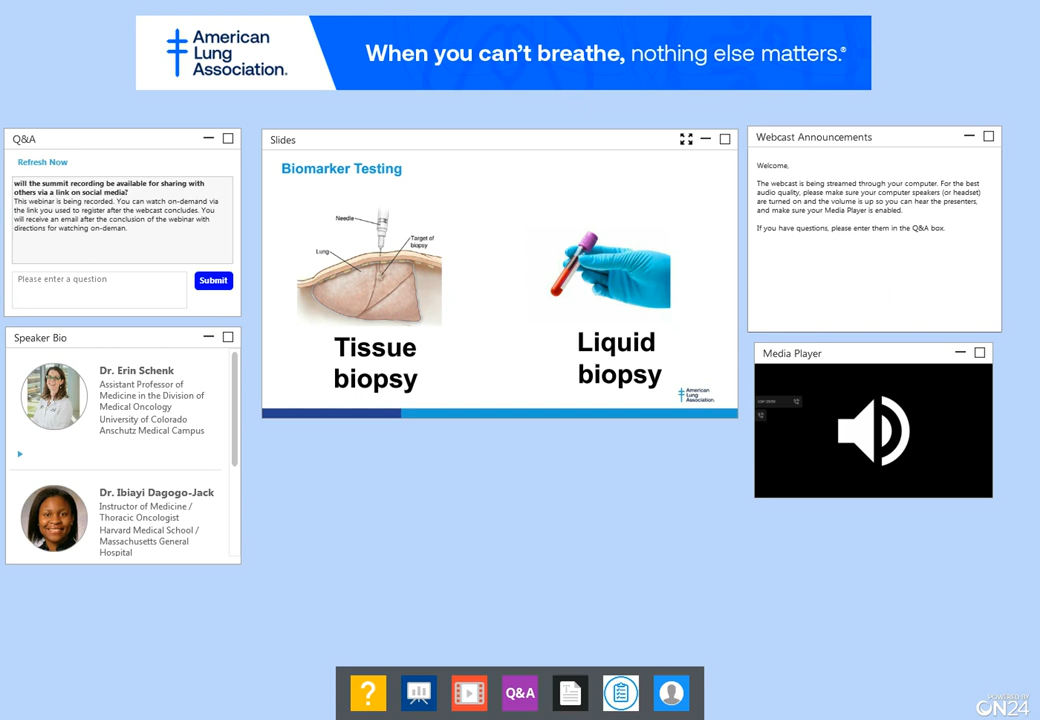 American
Lung
Association®
When you can't breathe, nothing else matters.®
Q&A
Refresh Now
will the summit recording be available for sharing with
others via a link on social media?
This webinar is being recorded. You can watch on-demand via
the link you used to register after the webcast concludes. You
will receive an email after the conclusion of the webinar with
directions for watching on-deman.
Please enter a question
Submit
Speaker Bio
Dr. Erin Schenk
Assistant Professor of
Medicine in the Division of
Medical Oncology
University of Colorado
Anschutz Medical Campus
Dr. Ibiayi Dagogo-Jack
Instructor of Medicine /
Thoracic Oncologist
Harvard Medical School /
Massachusetts General
Hospital
Slides
Biomarker Testing
Needle
Target of
biopsy
Lung
Tissue
biopsy
Liquid
biopsy
American
Lung
Association.
Webcast Announcements
Welcome,
The webcast is being streamed through your computer. For the best
audio quality, please make sure your computer speakers (or headset)
are turned on and the volume is up so you can hear the presenters,
and make sure your Media Player is enabled.
If you have questions, please enter them in the Q&A box.
Media Player
?
Q&A
POWERED BY
ON24